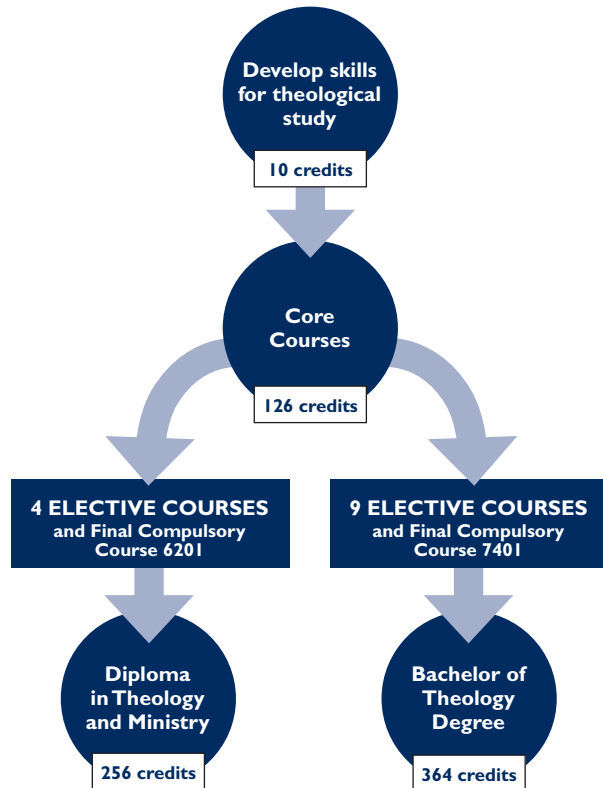 Develop skills
for theological
study
10 credits
Core
Courses
126 credits
4 ELECTIVE COURSES
and Final Compulsory
Course 6201
9 ELECTIVE COURSES
and Final Compulsory
Course 7401
Diploma
in Theology
and Ministry
256 credits
Bachelor of
Theology
Degree
364 credits